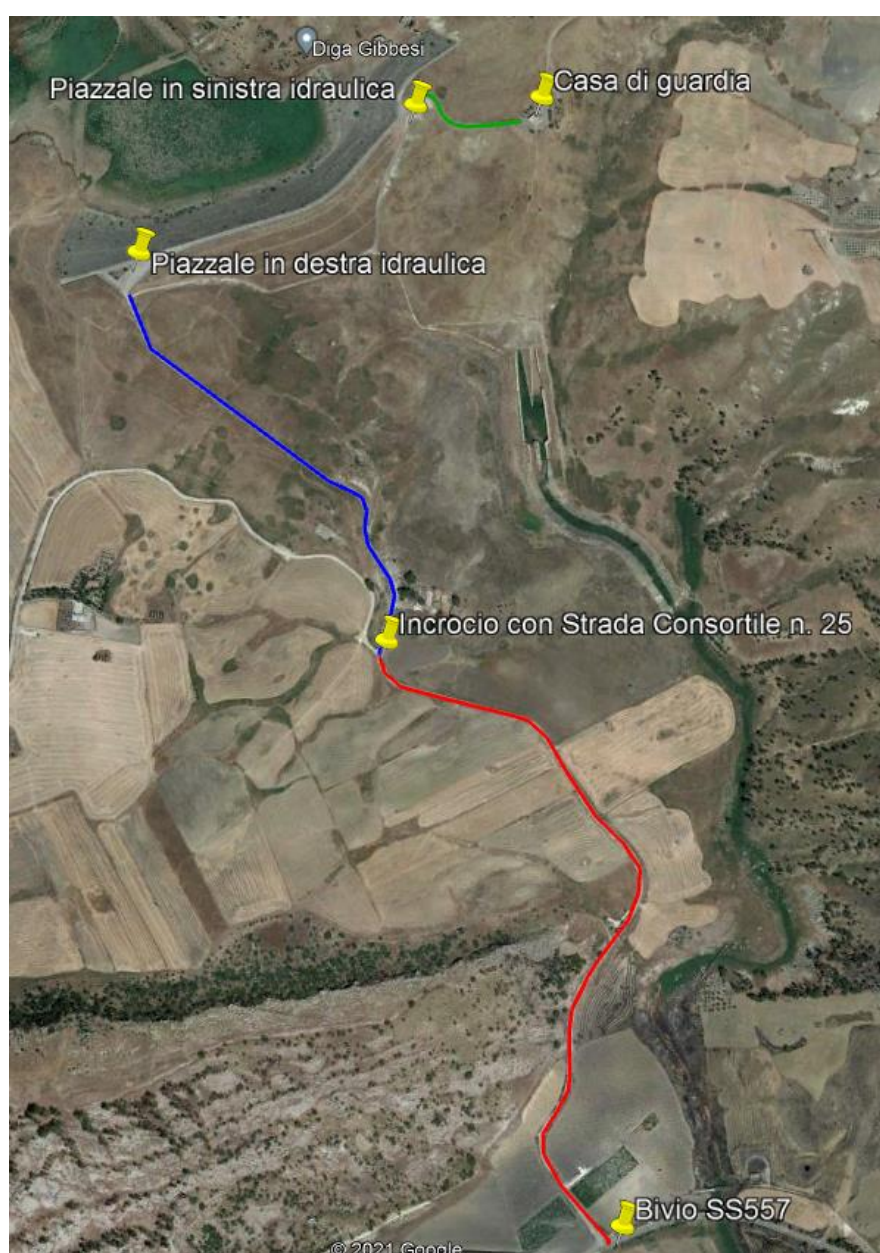 Diga Gibbesi
Piazzale in sinistra idraulica
Casa di guardia
Piazzale in destra idraulica
Incrocio con Strada Consortile n. 25
Bivio SS557
© 2021 Google